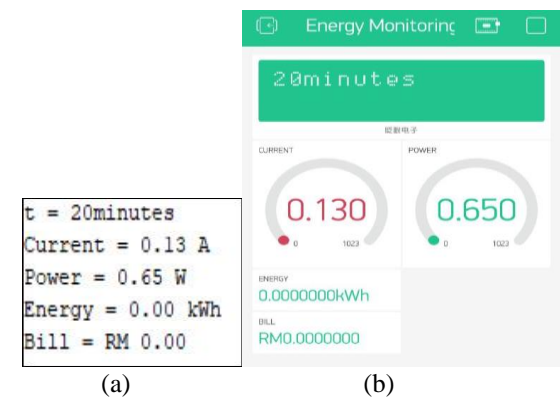 t = 20minutes
Current = 0.13 A
Power = 0.65 W
Energy = 0.00 kWh
Bill = RM 0.00
(a)
Energy Monitoring
20minutes
CURRENT
0.130
0 1023
POWER
0.650
0 1023
ENERGY
0.0000000kWh
BILL
RM0.0000000
(b)